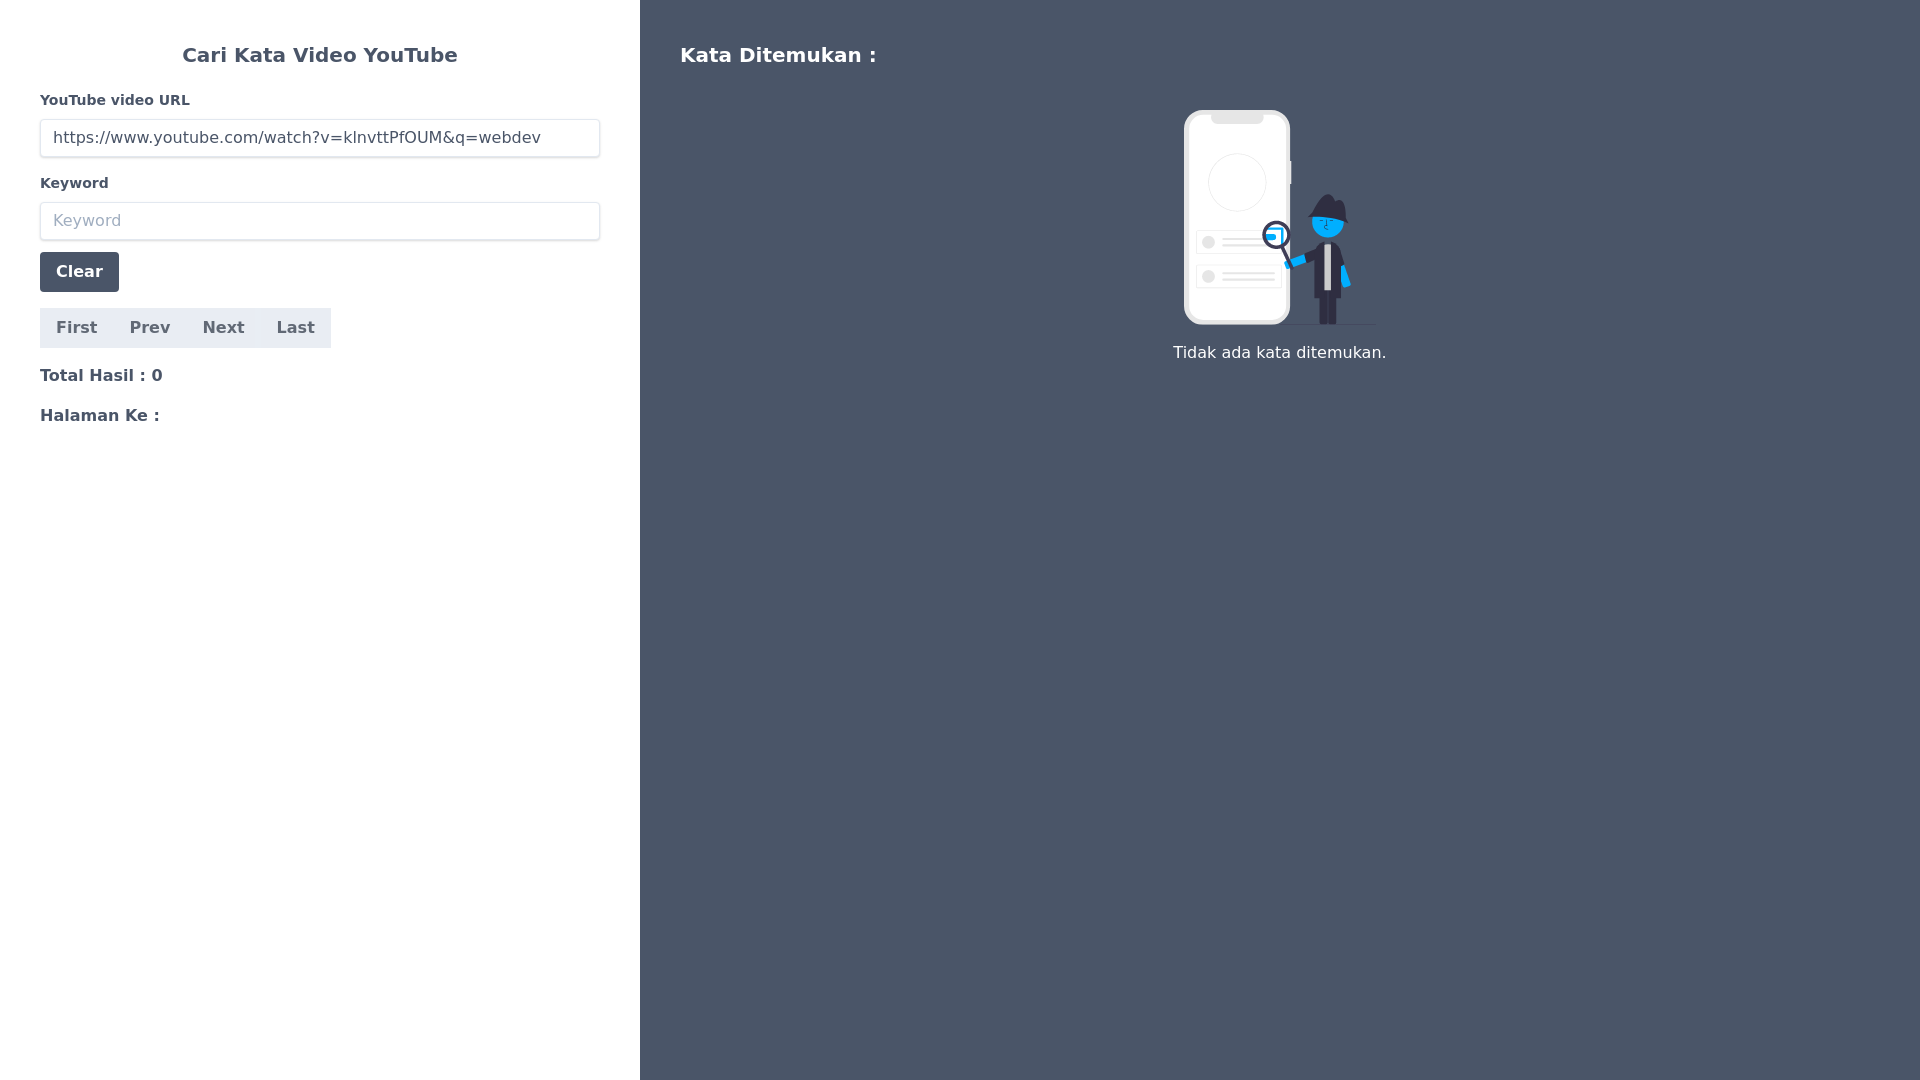 Cari Kata Video YouTube
YouTube video URL
https://www.youtube.com/watch?v=klnvttPfOUM&q=webdev
Keyword
Keyword
Clear
First Prev Next Last
Total Hasil : 0
Halaman Ke :
Kata Ditemukan :
Tidak ada kata ditemukan.